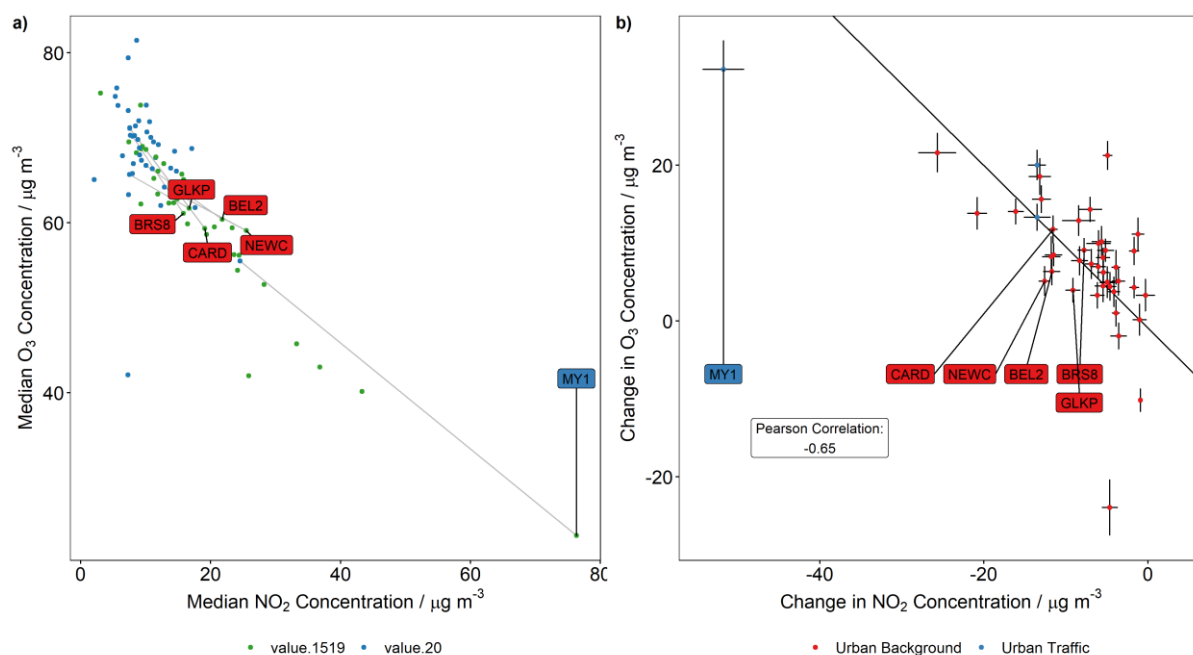 a)
80
60
40
Median O3 Concentration / μg m-3
GLKP
BEL2
BRS8
NEWC
CARD
MY1
0
20
40
60
80
Median NO2 Concentration / μg m-3
value.1519
value.20
b)
20
0
-20
Change in O3 Concentration / μg m-3
MY1
CARD
NEWC
BEL2
BRS8
GLKP
Pearson Correlation:
-0.65
-40
-20
0
Change in NO2 Concentration / μg m-3
Urban Background
Urban Traffic